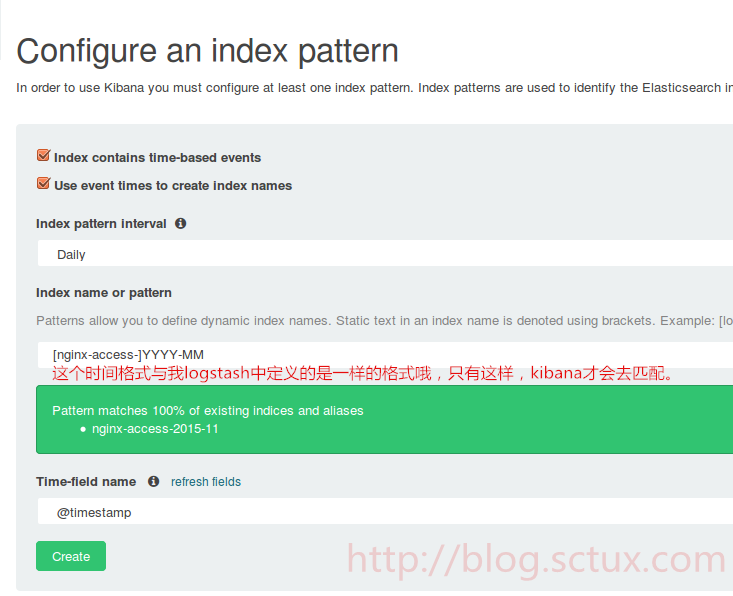 Configure an index pattern
In order to use Kibana you must configure at least one index pattern. Index patterns are used to identify the Elasticsearch
Index contains time-based events
Use event times to create index names
Index pattern interval
Daily
Index name or pattern
Patterns allow you to define dynamic index names. Static text in an index name is denoted using brackets. Example: [lo
[nginx-access-]YYYY-MM
这个时间格式与我logstash中定义的是一样的格式哦，只有这样，kibana才会去匹配。
Pattern matches 100% of existing indices and aliases
• nginx-access-2015-11
Time-field name refresh fields
@timestamp
Create
http://blog.sctux.com